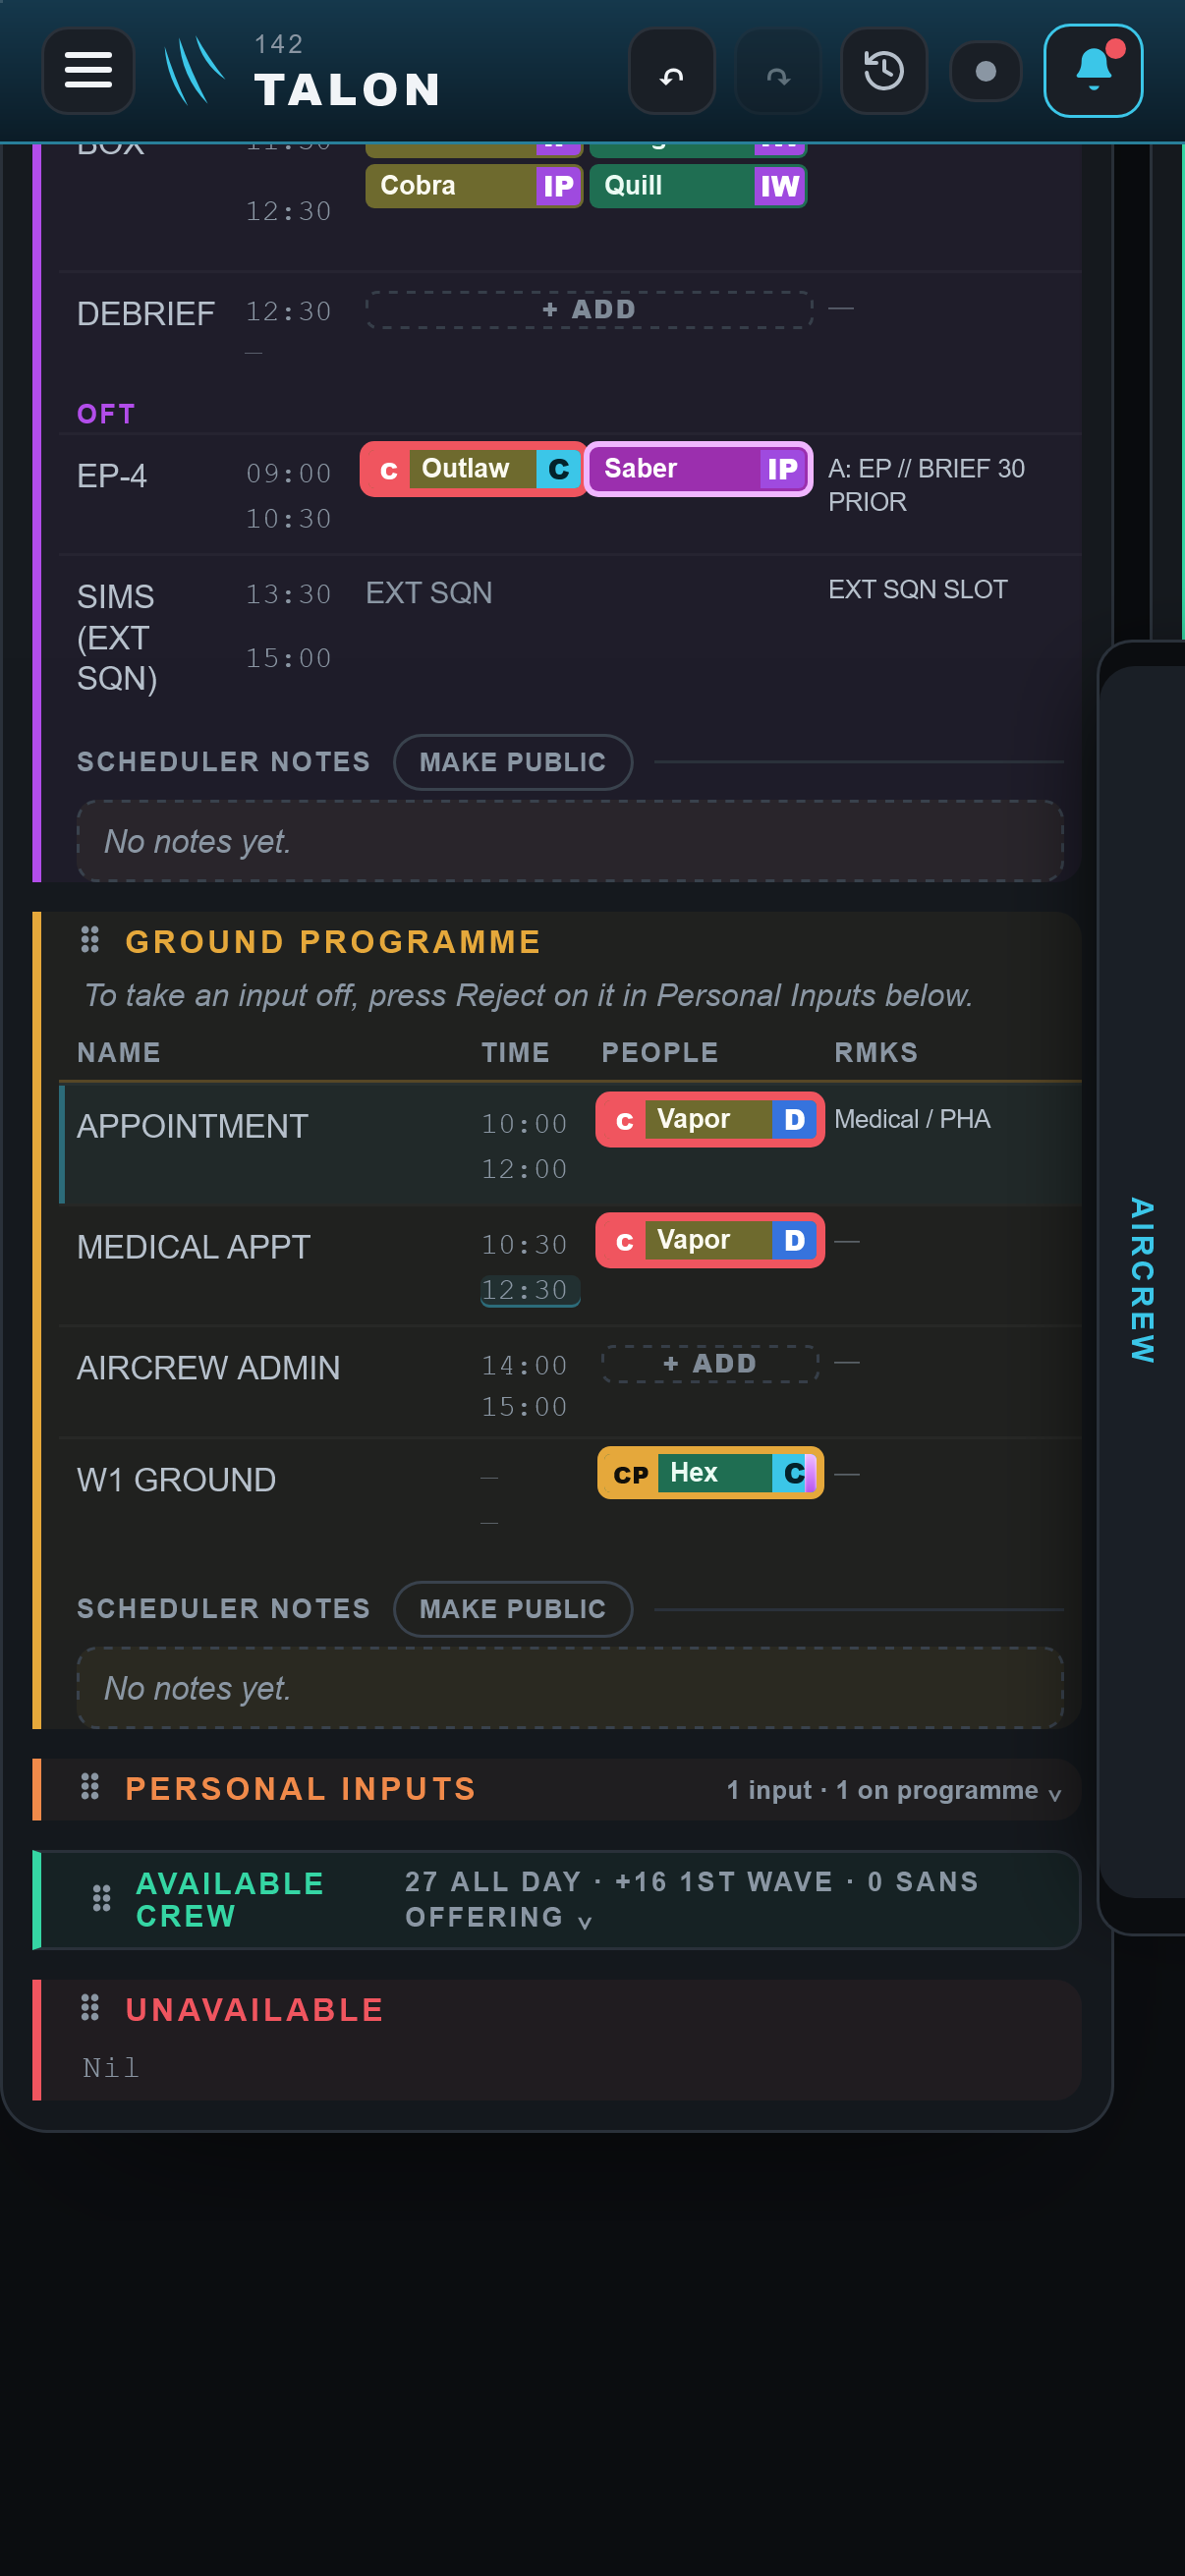 142
TALON
BOX 11:30
Cobra IP Quill IW
12:30
DEBRIEF 12:30 + ADD —
—
OFT
EP-4 09:00 C Outlaw C Saber IP A: EP // BRIEF 30
10:30 PRIOR
SIMS 13:30 EXT SQN EXT SQN SLOT
(EXT
SQN) 15:00
SCHEDULER NOTES MAKE PUBLIC
No notes yet.
GROUND PROGRAMME
To take an input off, press Reject on it in Personal Inputs below.
NAME TIME PEOPLE RMKS
APPOINTMENT 10:00 C Vapor D Medical / PHA
12:00
MEDICAL APPT 10:30 C Vapor D —
12:30
AIRCREW ADMIN 14:00 + ADD —
15:00
W1 GROUND — CP Hex C —
—
SCHEDULER NOTES MAKE PUBLIC
No notes yet.
PERSONAL INPUTS 1 input · 1 on programme
AVAILABLE 27 ALL DAY · +16 1ST WAVE · 0 SANS
CREW OFFERING
UNAVAILABLE
Nil
AIRCREW